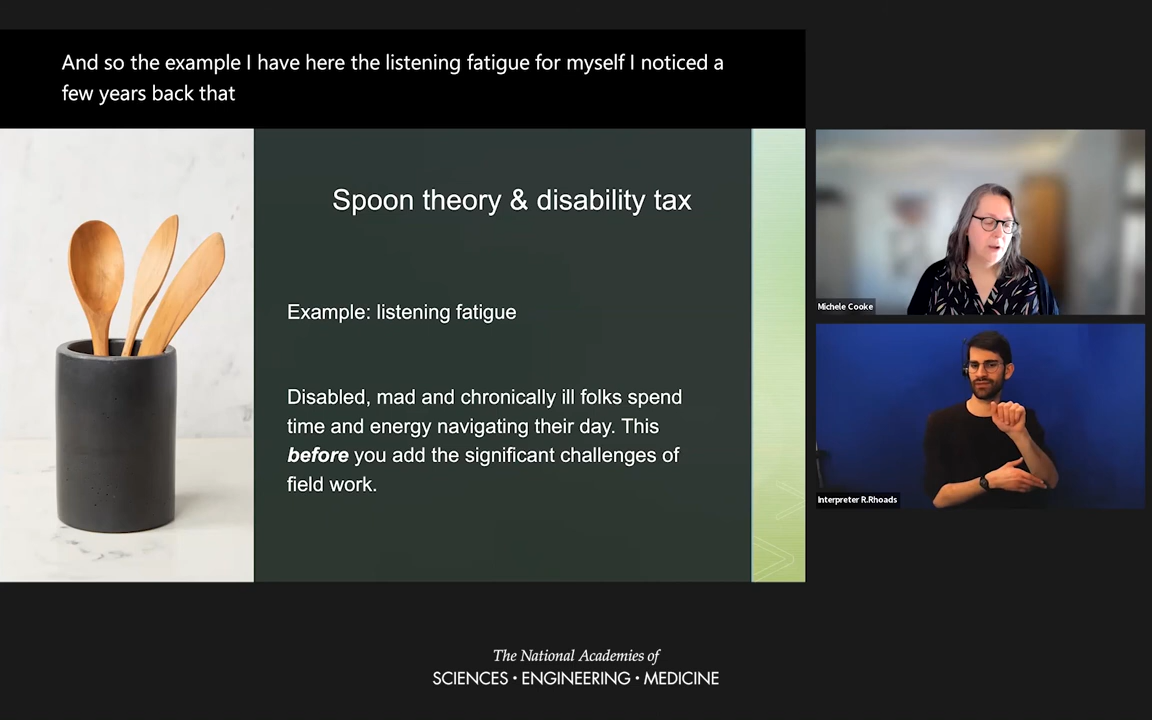 And so the example I have here the listening fatigue for myself I noticed a
few years back that
Spoon theory & disability tax
Example: listening fatigue
Disabled, mad and chronically ill folks spend
time and energy navigating their day. This
before you add the significant challenges of
field work.
Michele Cooke
Interpreter R.Rhoads
The National Academies of
SCIENCES • ENGINEERING • MEDICINE